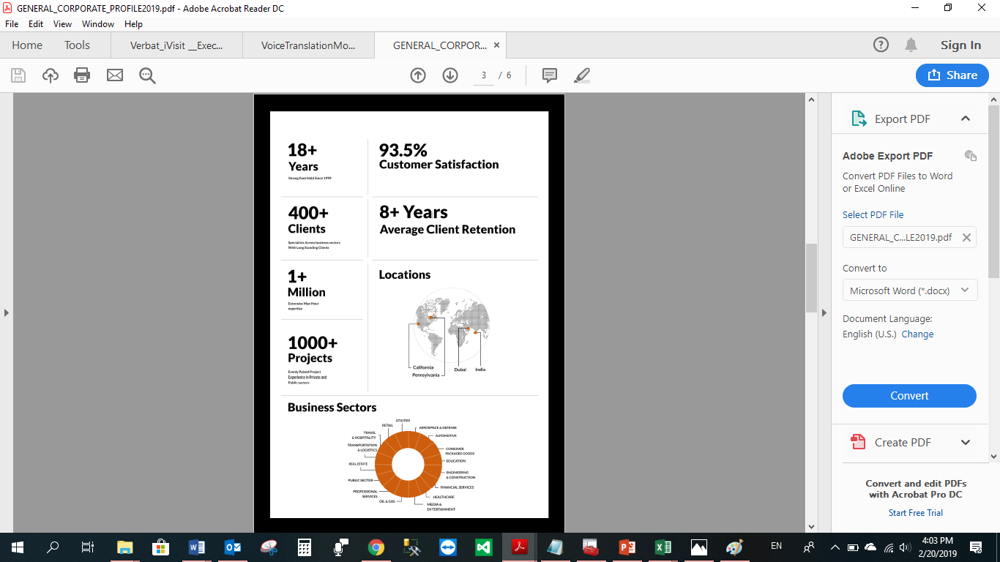 GENERAL_CORPORATE_PROFILE2019.pdf - Adobe Acrobat Reader DC
File Edit View Window Help
Home Tools Verbat_iVisit __Exec... VoiceTranslationMo... GENERAL_CORPOR... Sign In
3 / 6
Share
18+
Years
Strong Foot Hold Since 1999
93.5%
Customer Satisfaction
400+
Clients
Specialists Across business sectors
With Long Standing Clients
8+ Years
Average Client Retention
1+
Million
Extensive Man Hour
expertise
1000+
Projects
Evenly Poised Project
Experience in Private and
Public sectors
Locations
California
Pennsylvania
Dubai
India
Business Sectors
UTILITIES
AEROSPACE & DEFENSE
AUTOMOTIVE
CONSUMER
PACKAGED GOODS
EDUCATION
ENGINEERING
& CONSTRUCTION
FINANCIAL SERVICES
HEALTHCARE
MEDIA &
ENTERTAINMENT
OIL & GAS
PROFESSIONAL
SERVICES
PUBLIC SECTOR
REAL ESTATE
TRANSPORTATION
& LOGISTICS
TRAVEL
& HOSPITALITY
RETAIL
Export PDF
Adobe Export PDF
Convert PDF Files to Word
or Excel Online
Select PDF File
GENERAL_C...LE2019.pdf
Convert to
Microsoft Word (*.docx)
Document Language:
English (U.S.) Change
Convert
Create PDF
Convert and edit PDFs
with Acrobat Pro DC
Start Free Trial
EN
4:03 PM
2/20/2019